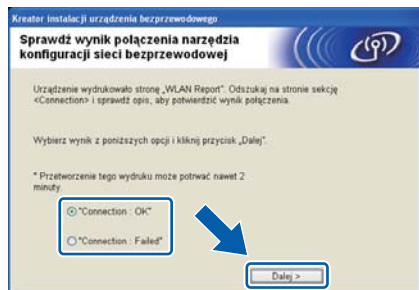 Kreator instalacji urządzenia bezprzewodowego
Sprawdź wynik połączenia narzędzia
konfiguracji sieci bezprzewodowej
Urządzenie wydrukowało stronę „WLAN Report". Odszukaj na stronie sekcję
<Connection> i sprawdź opis, aby potwierdzić wynik połączenia.
Wybierz wynik z poniższych opcji i kliknij przycisk „Dalej".
* Przetworzenie tego wydruku może potrwać nawet 2
minuty.
"Connection : OK"
"Connection : Failed"
Dalej >